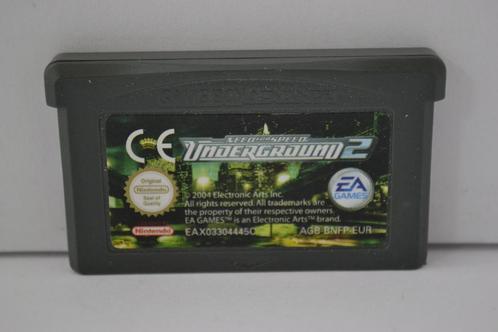 GAME BOY ADVANCE
CE
NEED FOR SPEED
UNDERGROUND 2
Original
Nintendo
Seal of
Quality
© 2004 Electronic Arts Inc.
All rights reserved. All trademarks are
the property of their respective owners.
EA GAMES™ is an Electronic Arts™ brand.
EA
GAMES
Nintendo
EAX03304445O
AGB-BNFP-EUR